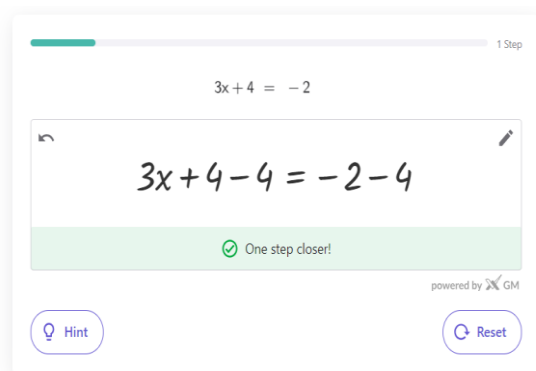 1 Step
3x + 4 = − 2
3x + 4 − 4 = − 2 − 4
One step closer!
powered by GM
Hint
Reset